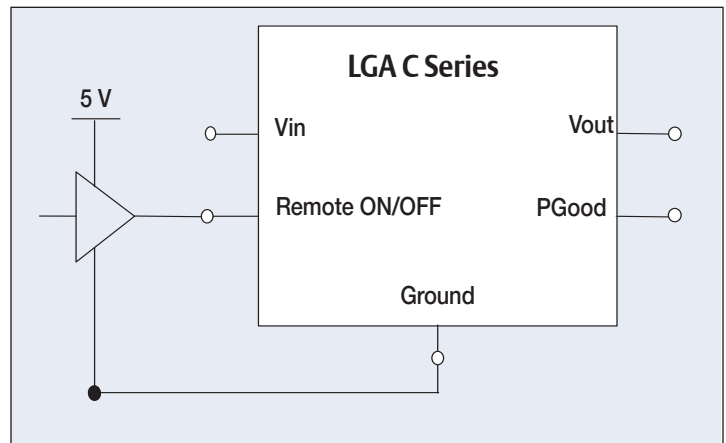 LGA C Series
5 V
Vin
Vout
Remote ON/OFF
PGood
Ground